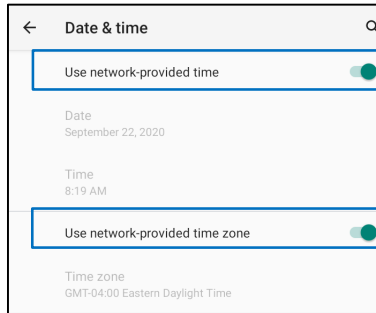 Date & time
Use network-provided time
Date
September 22, 2020
Time
8:19 AM
Use network-provided time zone
Time zone
GMT-04:00 Eastern Daylight Time